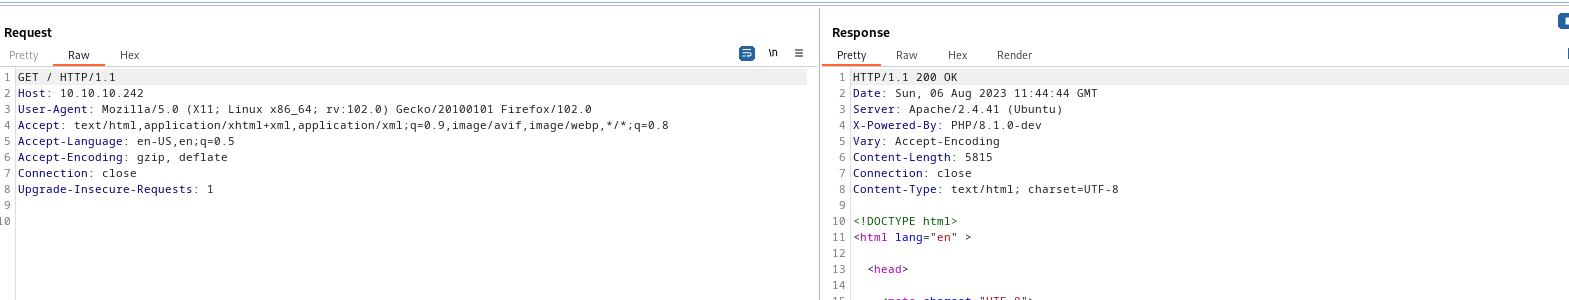 Request
Pretty Raw Hex \n
1 GET / HTTP/1.1
2 Host: 10.10.10.242
3 User-Agent: Mozilla/5.0 (X11; Linux x86_64; rv:102.0) Gecko/20100101 Firefox/102.0
4 Accept: text/html,application/xhtml+xml,application/xml;q=0.9,image/avif,image/webp,*/*;q=0.8
5 Accept-Language: en-US,en;q=0.5
6 Accept-Encoding: gzip, deflate
7 Connection: close
8 Upgrade-Insecure-Requests: 1
9
10
Response
Pretty Raw Hex Render
1 HTTP/1.1 200 OK
2 Date: Sun, 06 Aug 2023 11:44:44 GMT
3 Server: Apache/2.4.41 (Ubuntu)
4 X-Powered-By: PHP/8.1.0-dev
5 Vary: Accept-Encoding
6 Content-Length: 5815
7 Connection: close
8 Content-Type: text/html; charset=UTF-8
9
10 <!DOCTYPE html>
11 <html lang="en" >
12
13 <head>
14
15 <meta charset="UTF-8">